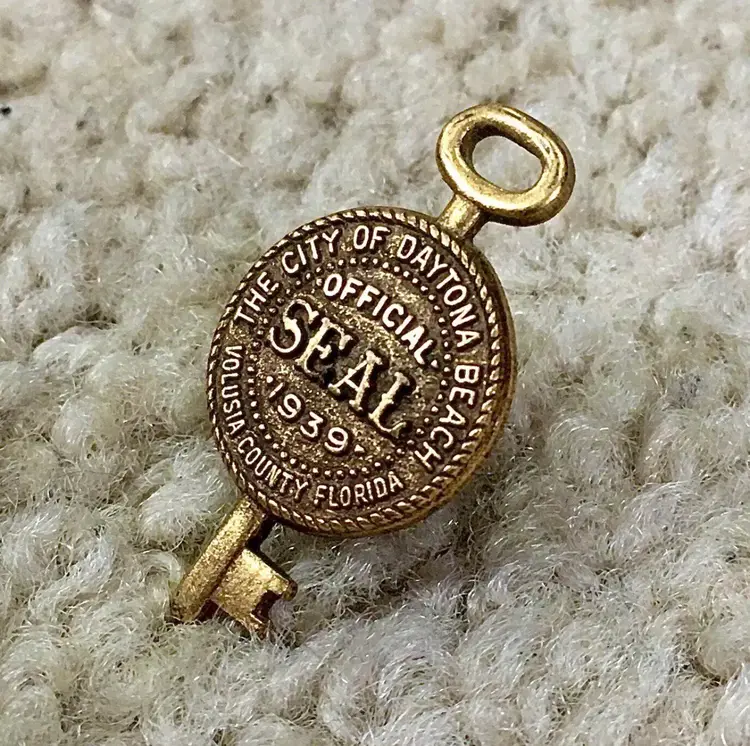 THE CITY OF DAYTONA BEACH
OFFICIAL
SEAL
1939
VOLUSIA COUNTY FLORIDA